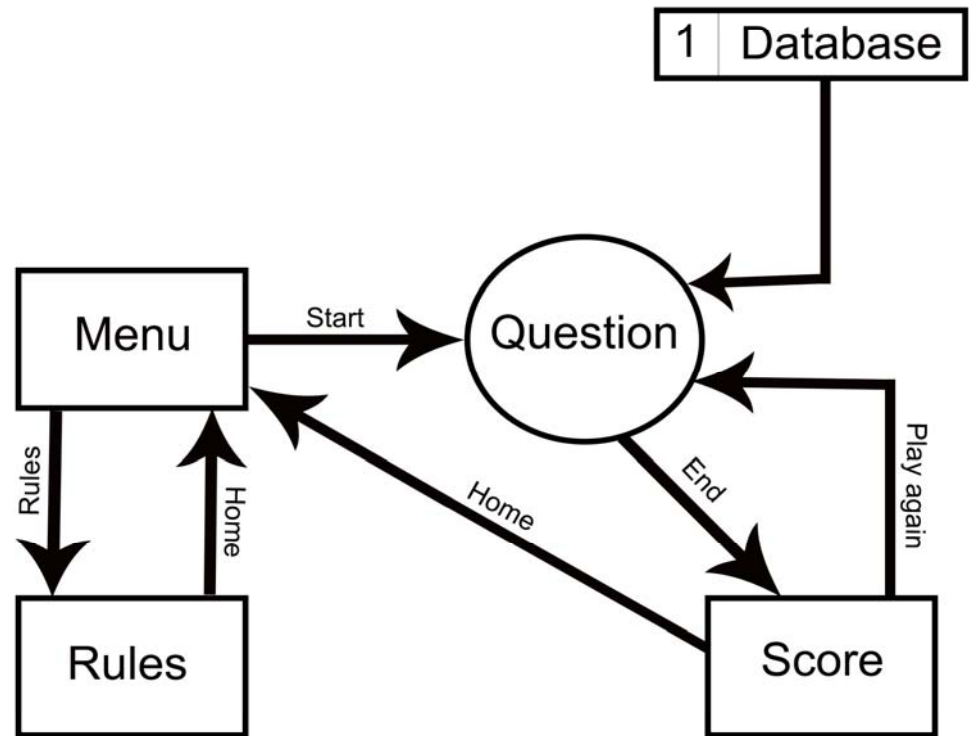 1 Database
Menu
Start
Question
Rules
Home
Home
End
Play again
Rules
Score